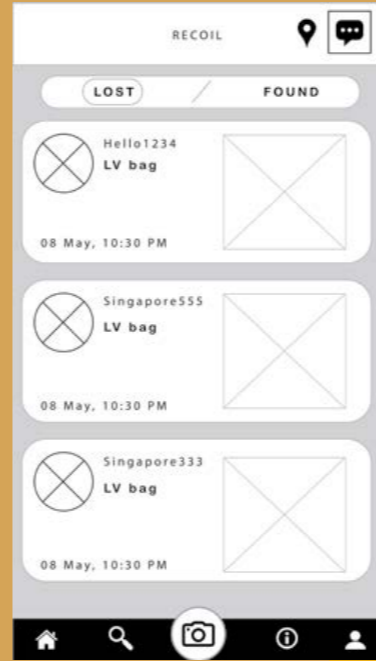 RECOIL
LOST / FOUND
Hello1234
LV bag
08 May, 10:30 PM
Singapore555
LV bag
08 May, 10:30 PM
Singapore333
LV bag
08 May, 10:30 PM